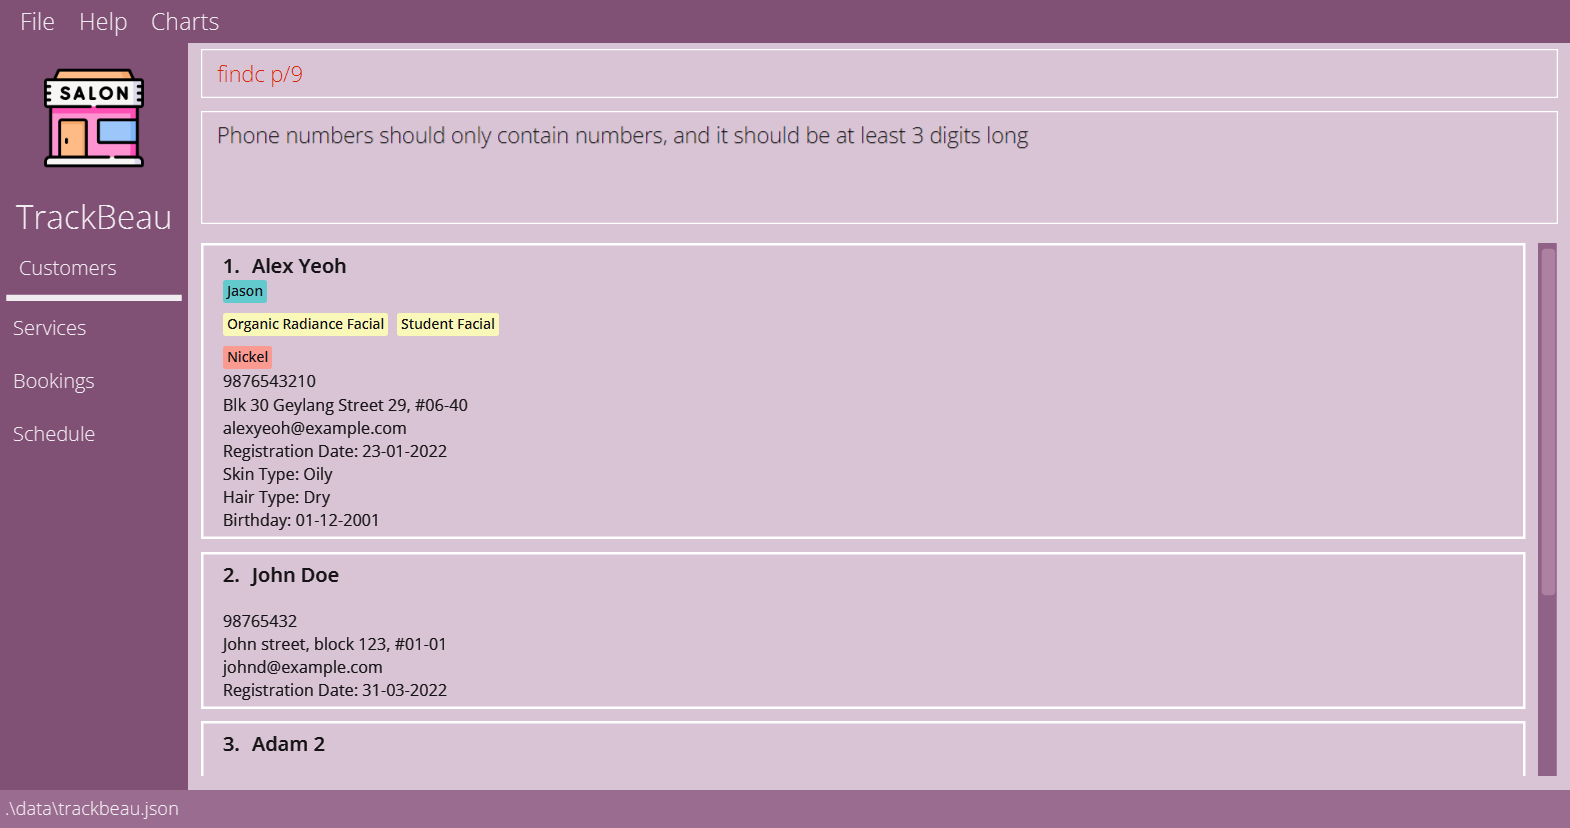 File Help Charts
SALON
TrackBeau
Customers
Services
Bookings
Schedule
findc p/9
Phone numbers should only contain numbers, and it should be at least 3 digits long
1. Alex Yeoh
Jason
Organic Radiance Facial Student Facial
Nickel
9876543210
Blk 30 Geylang Street 29, #06-40
alexyeoh@example.com
Registration Date: 23-01-2022
Skin Type: Oily
Hair Type: Dry
Birthday: 01-12-2001
2. John Doe
98765432
John street, block 123, #01-01
johnd@example.com
Registration Date: 31-03-2022
3. Adam 2
.\data\trackbeau.json